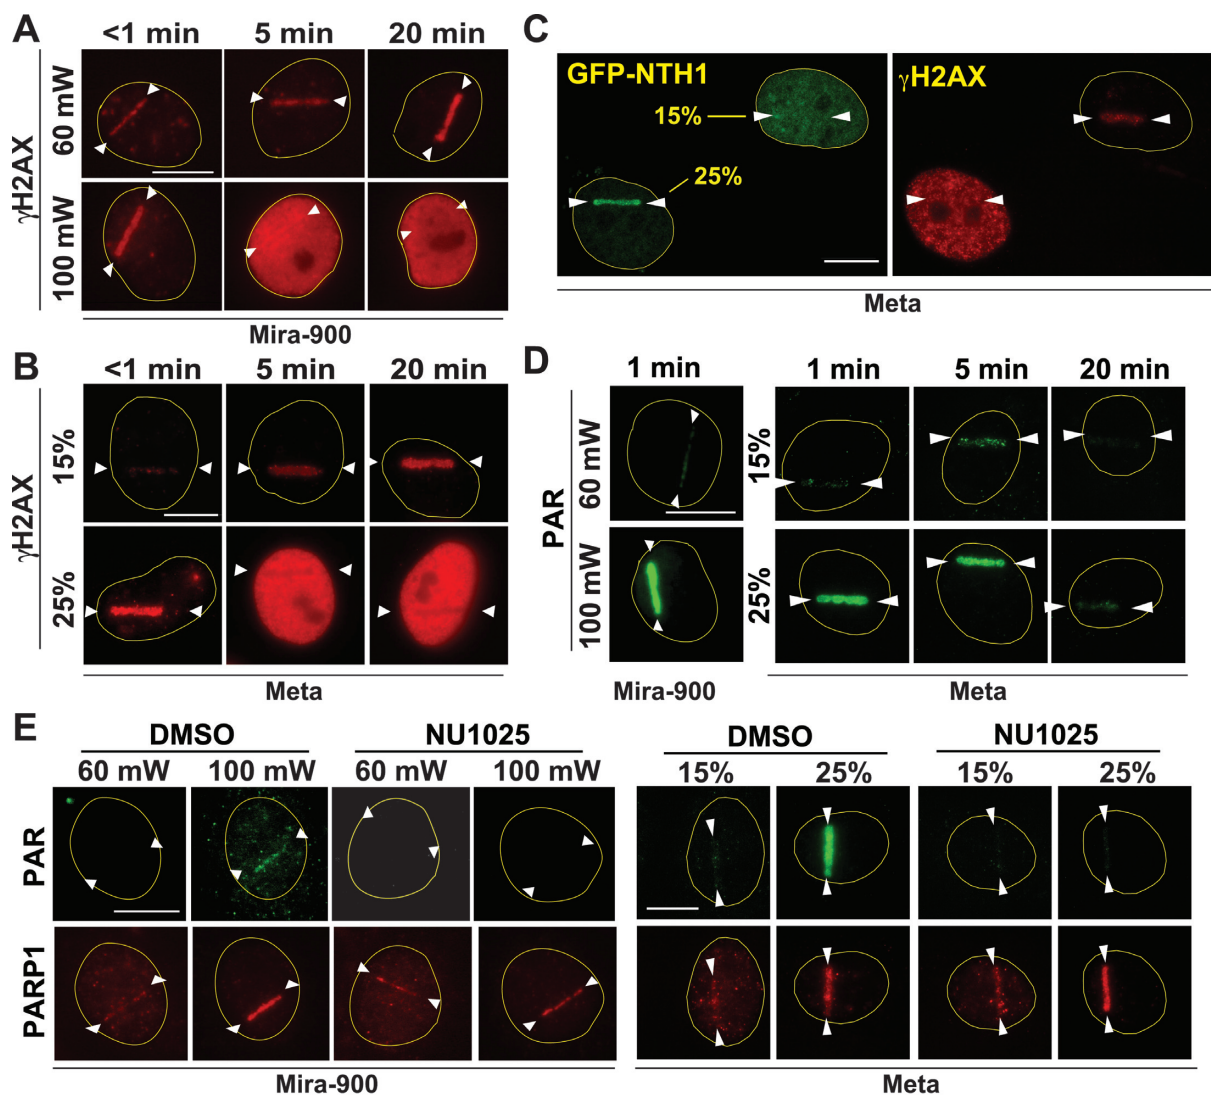 A
<1 min 5 min 20 min
γH2AX
60 mW
100 mW
Mira-900
B
<1 min 5 min 20 min
γH2AX
15%
25%
Meta
C
GFP-NTH1
γH2AX
15%
25%
Meta
D
1 min 1 min 5 min 20 min
PAR
60 mW
100 mW
15%
25%
Mira-900 Meta
E
DMSO NU1025 DMSO NU1025
60 mW 100 mW 60 mW 100 mW 15% 25% 15% 25%
PAR
PARP1
Mira-900 Meta